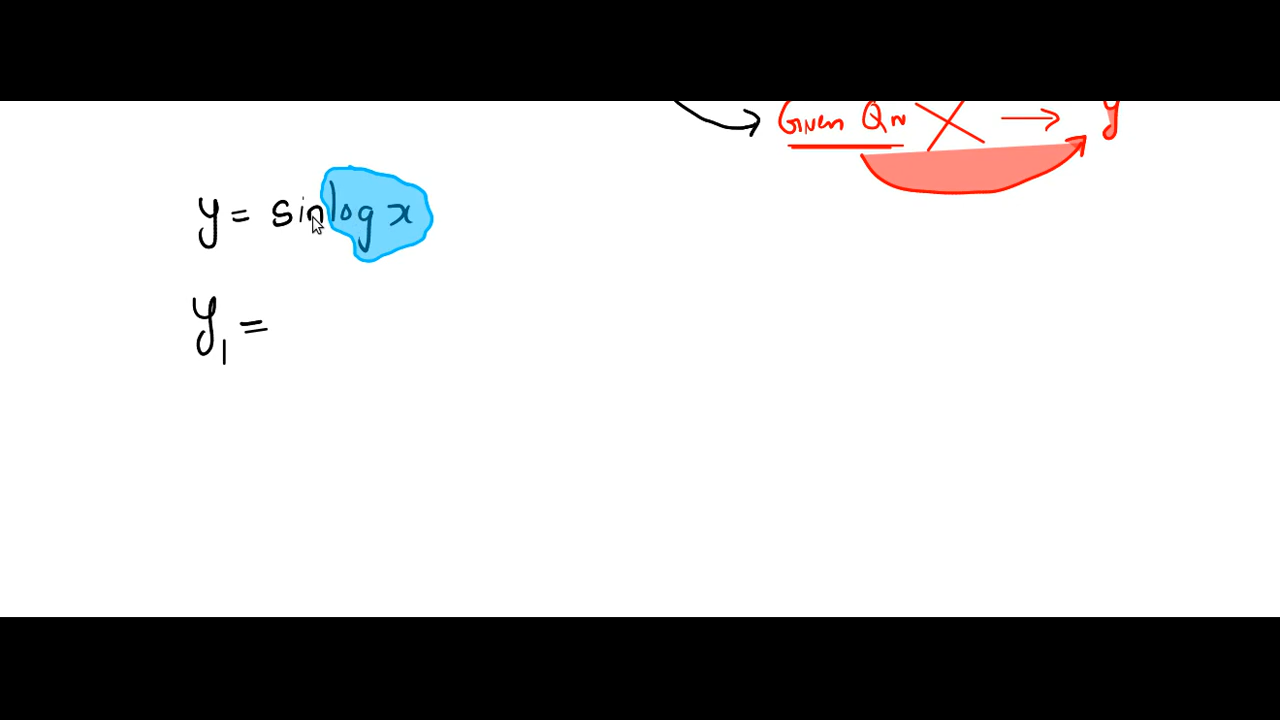 Given Qn → y
y = sin log x
y₁ =